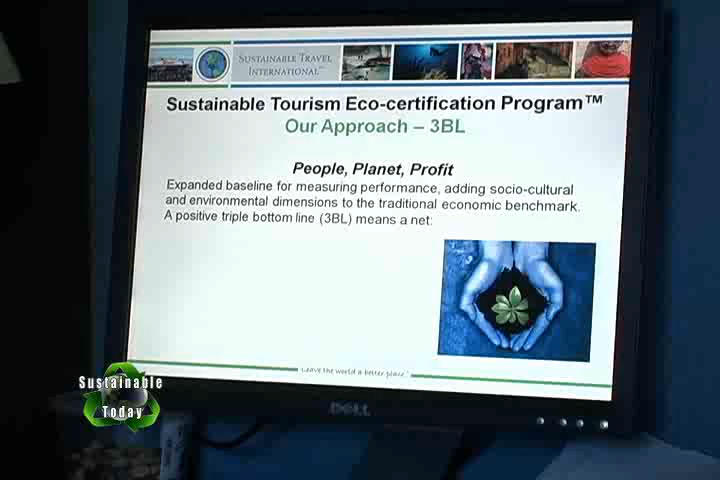 SUSTAINABLE TRAVEL
INTERNATIONAL™
Sustainable Tourism Eco-certification Program™
Our Approach – 3BL
People, Planet, Profit
Expanded baseline for measuring performance, adding socio-cultural
and environmental dimensions to the traditional economic benchmark.
A positive triple bottom line (3BL) means a net:
Leave the world a better place™
Sustainable
Today
DELL